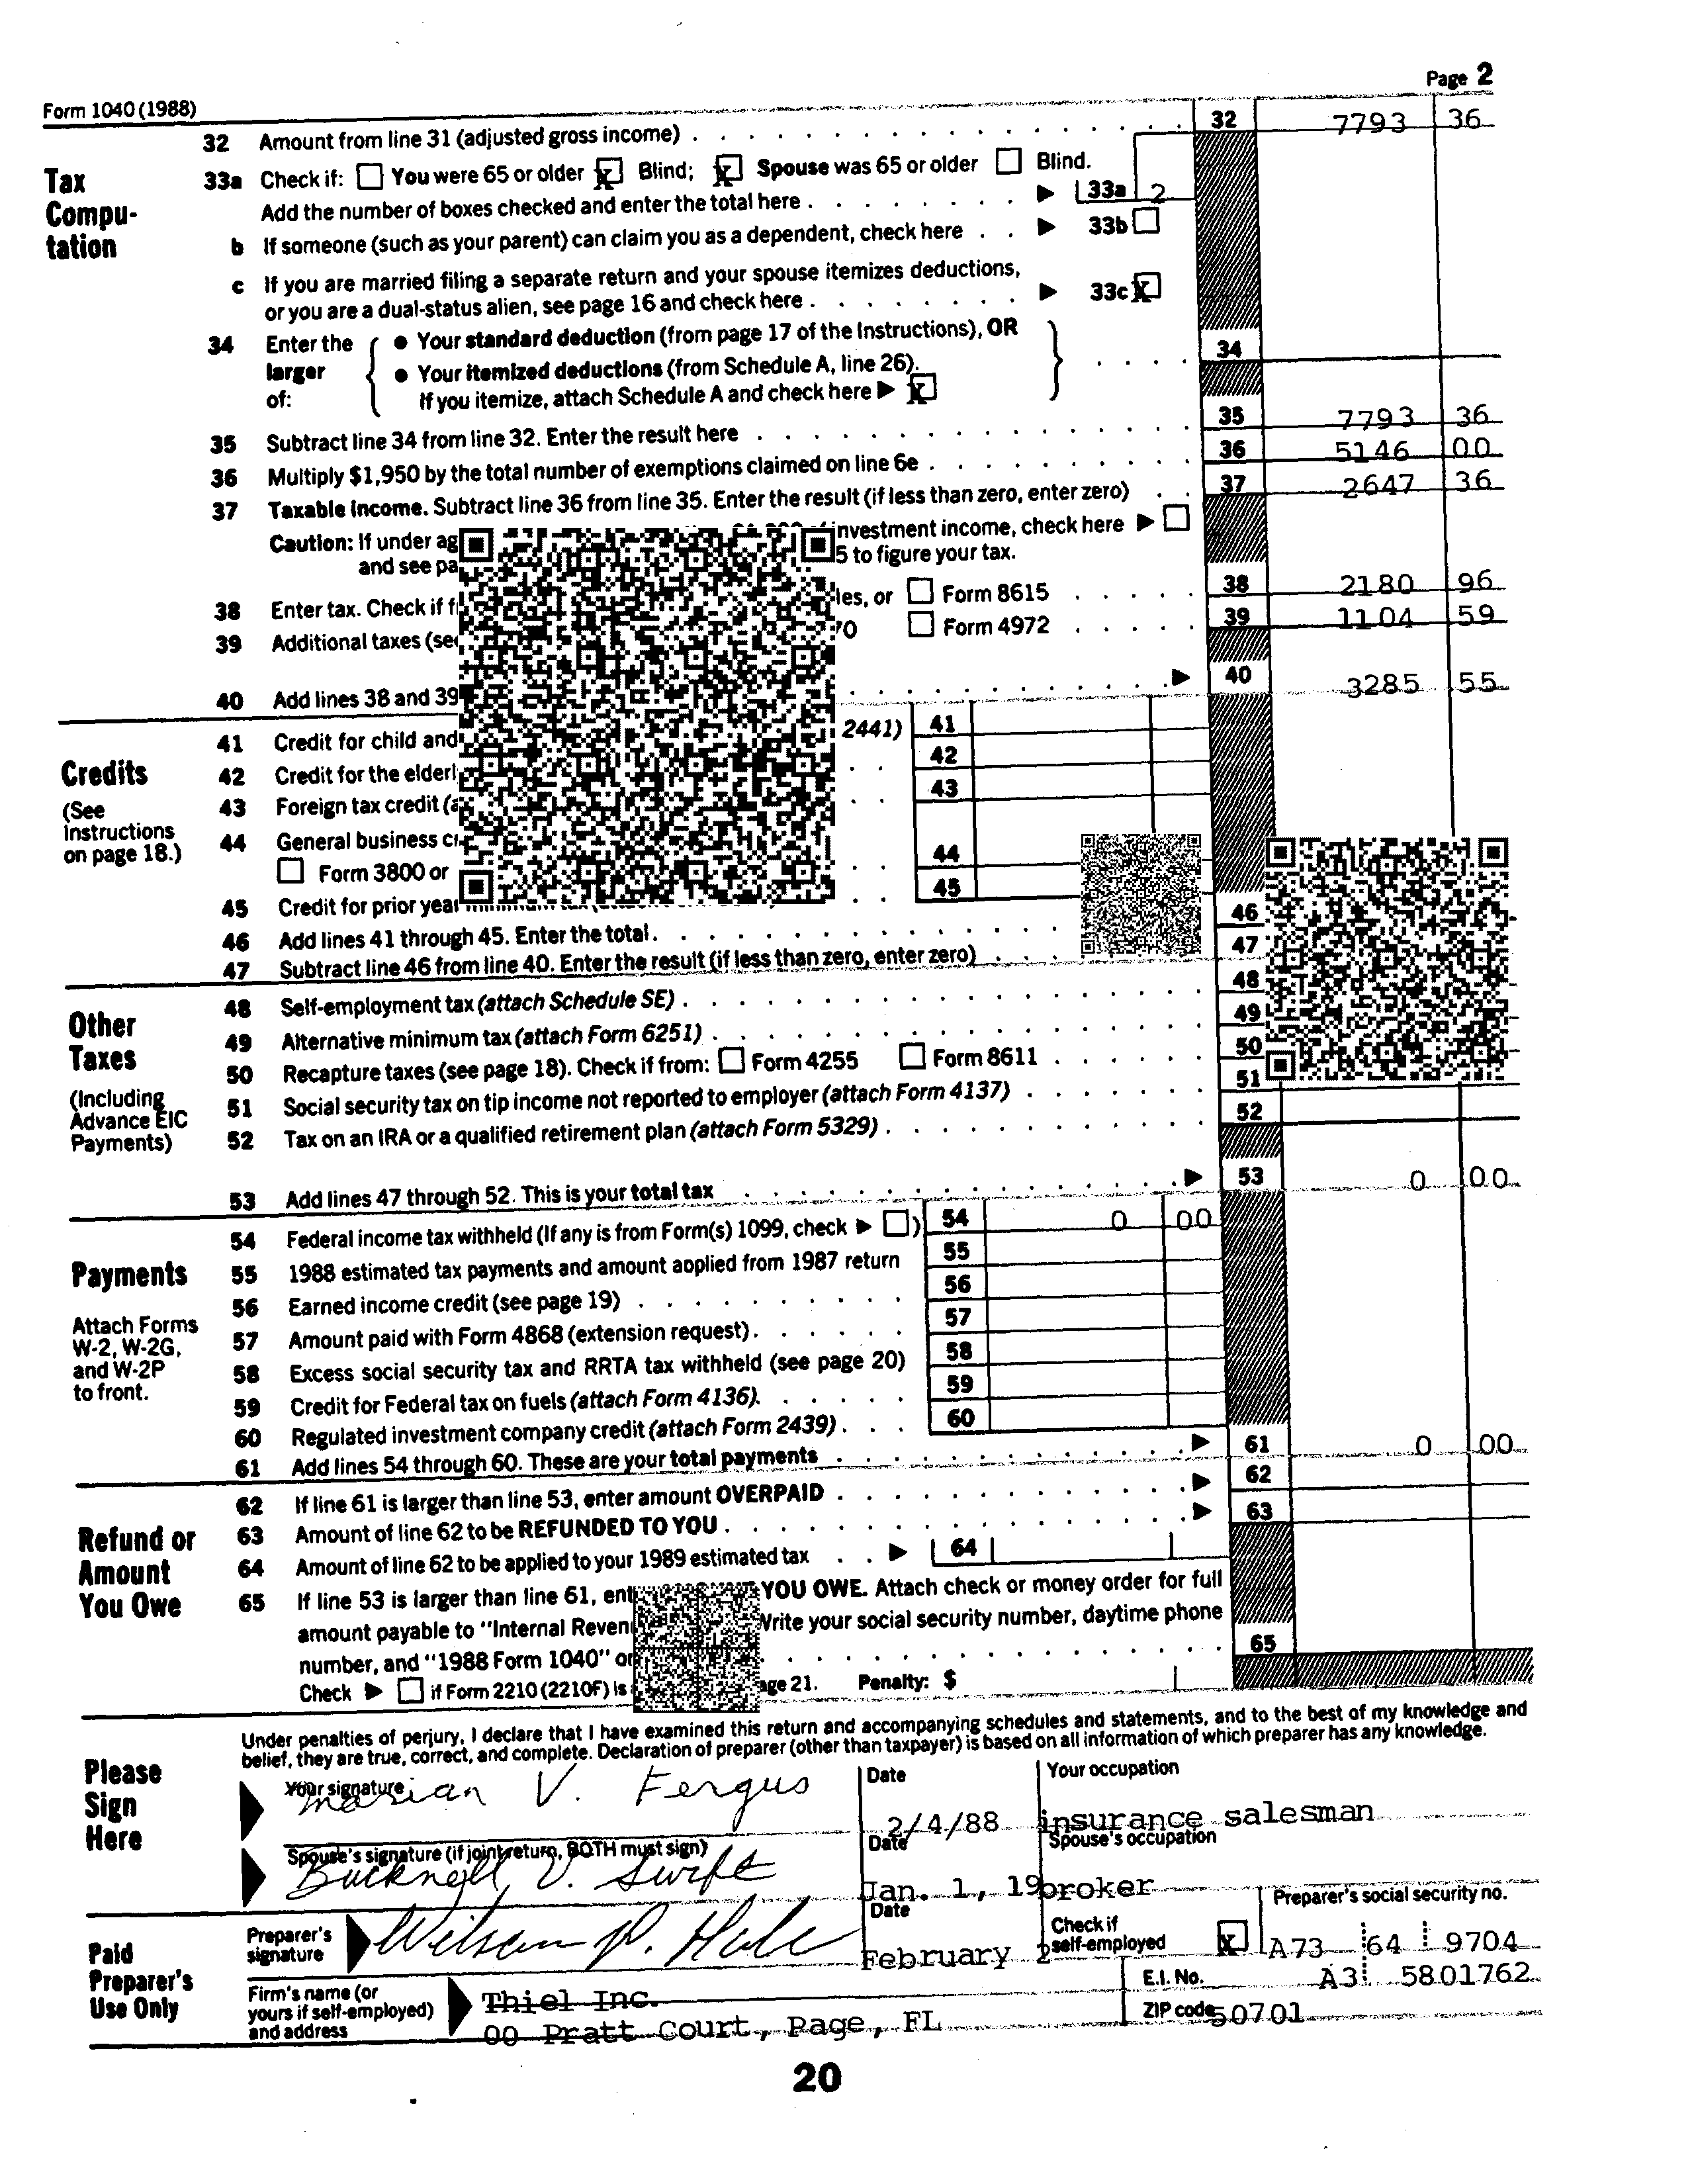 Page 2
Form 1040 (1988)
32 Amount from line 31 (adjusted gross income) 32 7793 36
Tax Compu- tation
33a Check if: You were 65 or older X Blind; X Spouse was 65 or older Blind.
Add the number of boxes checked and enter the total here 33a 2
b If someone (such as your parent) can claim you as a dependent, check here 33b
c If you are married filing a separate return and your spouse itemizes deductions,
or you are a dual-status alien, see page 16 and check here 33c X
34 Enter the larger of:
• Your standard deduction (from page 17 of the Instructions), OR 34
• Your itemized deductions (from Schedule A, line 26).
If you itemize, attach Schedule A and check here X
35 Subtract line 34 from line 32. Enter the result here 35 7793 36
36 Multiply $1,950 by the total number of exemptions claimed on line 6e 36 5146 00
37 Taxable income. Subtract line 36 from line 35. Enter the result (if less than zero, enter zero) 37 2647 36
Caution: If under investment income, check here
and see 5 to figure your tax.
38 Enter tax. Check if or Form 8615 38 2180 96
39 Additional taxes Form 4972 39 1104 59
40 Add lines 38 and 39 40 3285 55
Credits
(See Instructions on page 18.)
41 Credit for child and 2441) 41
42 Credit for the 42
43 Foreign tax credit 43
44 General business 44
Form 3800 or
45 Credit for prior year 45
46 Add lines 41 through 45. Enter the total. 46
47 Subtract line 46 from line 40. Enter the result (if less than zero, enter zero) 47
Other Taxes
(Including Advance EIC Payments)
48 Self-employment tax (attach Schedule SE) 48
49 Alternative minimum tax (attach Form 6251) 49
50 Recapture taxes (see page 18). Check if from: Form 4255 Form 8611 50
51 Social security tax on tip income not reported to employer (attach Form 4137) 51
52 Tax on an IRA or a qualified retirement plan (attach Form 5329) 52
53 Add lines 47 through 52. This is your total tax 53 0 00
Payments
Attach Forms W-2, W-2G, and W-2P to front.
54 Federal income tax withheld (If any is from Form(s) 1099, check ) 54 0 00
55 1988 estimated tax payments and amount applied from 1987 return 55
56 Earned income credit (see page 19) 56
57 Amount paid with Form 4868 (extension request) 57
58 Excess social security tax and RRTA tax withheld (see page 20) 58
59 Credit for Federal tax on fuels (attach Form 4136) 59
60 Regulated investment company credit (attach Form 2439) 60
61 Add lines 54 through 60. These are your total payments 61 0 00
Refund or Amount You Owe
62 If line 61 is larger than line 53, enter amount OVERPAID 62
63 Amount of line 62 to be REFUNDED TO YOU 63
64 Amount of line 62 to be applied to your 1989 estimated tax 64
65 If line 53 is larger than line 61, YOU OWE. Attach check or money order for full
amount payable to "Internal Write your social security number, daytime phone
number, and "1988 Form 1040" 65
Check if Form 2210 (2210F) is 21. Penalty: $
Please Sign Here
Under penalties of perjury, I declare that I have examined this return and accompanying schedules and statements, and to the best of my knowledge and
belief, they are true, correct, and complete. Declaration of preparer (other than taxpayer) is based on all information of which preparer has any knowledge.
Your signature Date Your occupation
Marian V. Fergus 2/4/88 insurance salesman
Spouse's signature (if joint return, BOTH must sign) Date Spouse's occupation
Bucknell V. Swift Jan. 1, 19 broker
Paid Preparer's Use Only
Preparer's signature Date Check if self-employed X Preparer's social security no.
Wilson P. Hale February 2 A73 64 9704
Firm's name (or yours if self-employed) and address
Thiel Inc. E.I. No. A3 5801762
00 Pratt Court, Page, FL ZIP code 50701
20